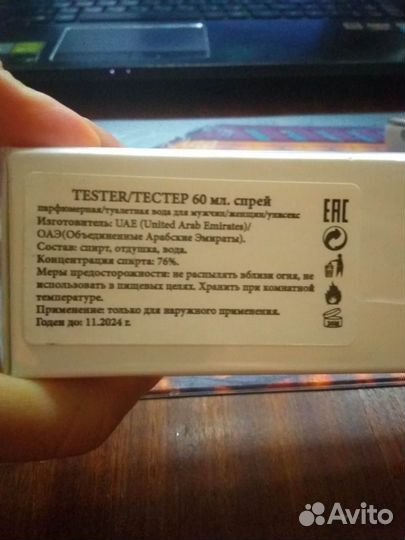 TESTER/ТЕСТЕР 60 мл. спрей
парфюмерная/туалетная вода для мужчин/женщин/унисекс
Изготовитель: UAE (United Arab Emirates)/
ОАЭ(Объединенные Арабские Эмираты).
Состав: спирт, отдушка, вода.
Концентрация спирта: 76%.
Меры предосторожности: не распылять вблизи огня, не
использовать в пищевых целях. Хранить при комнатной
температуре.
Применение: только для наружного применения.
Годен до: 11.2024 г.
EAC
Avito